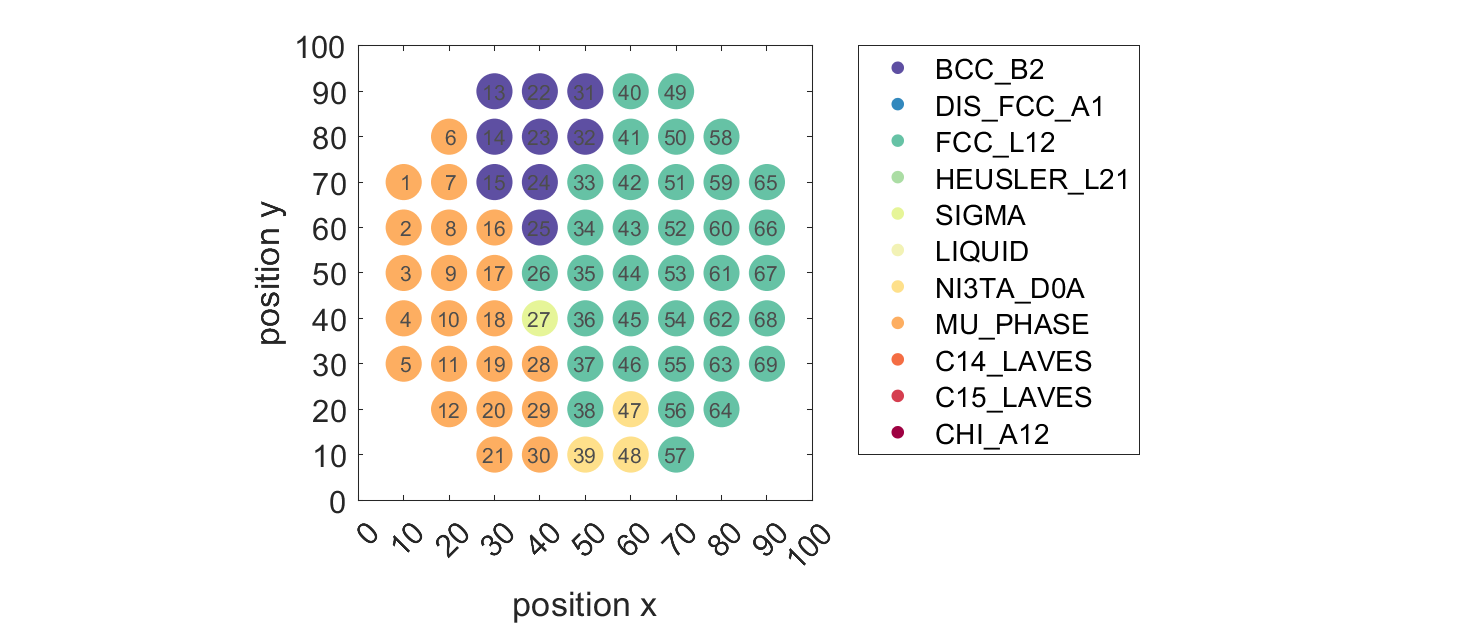 100
90
80
70
60
50
40
30
20
10
0
position y
13 22 31 40 49
6 14 23 32 41 50 58
1 7 15 24 33 42 51 59 65
2 8 16 25 34 43 52 60 66
3 9 17 26 35 44 53 61 67
4 10 18 27 36 45 54 62 68
5 11 19 28 37 46 55 63 69
12 20 29 38 47 56 64
21 30 39 48 57
0 10 20 30 40 50 60 70 80 90 100
position x
BCC_B2
DIS_FCC_A1
FCC_L12
HEUSLER_L21
SIGMA
LIQUID
NI3TA_D0A
MU_PHASE
C14_LAVES
C15_LAVES
CHI_A12